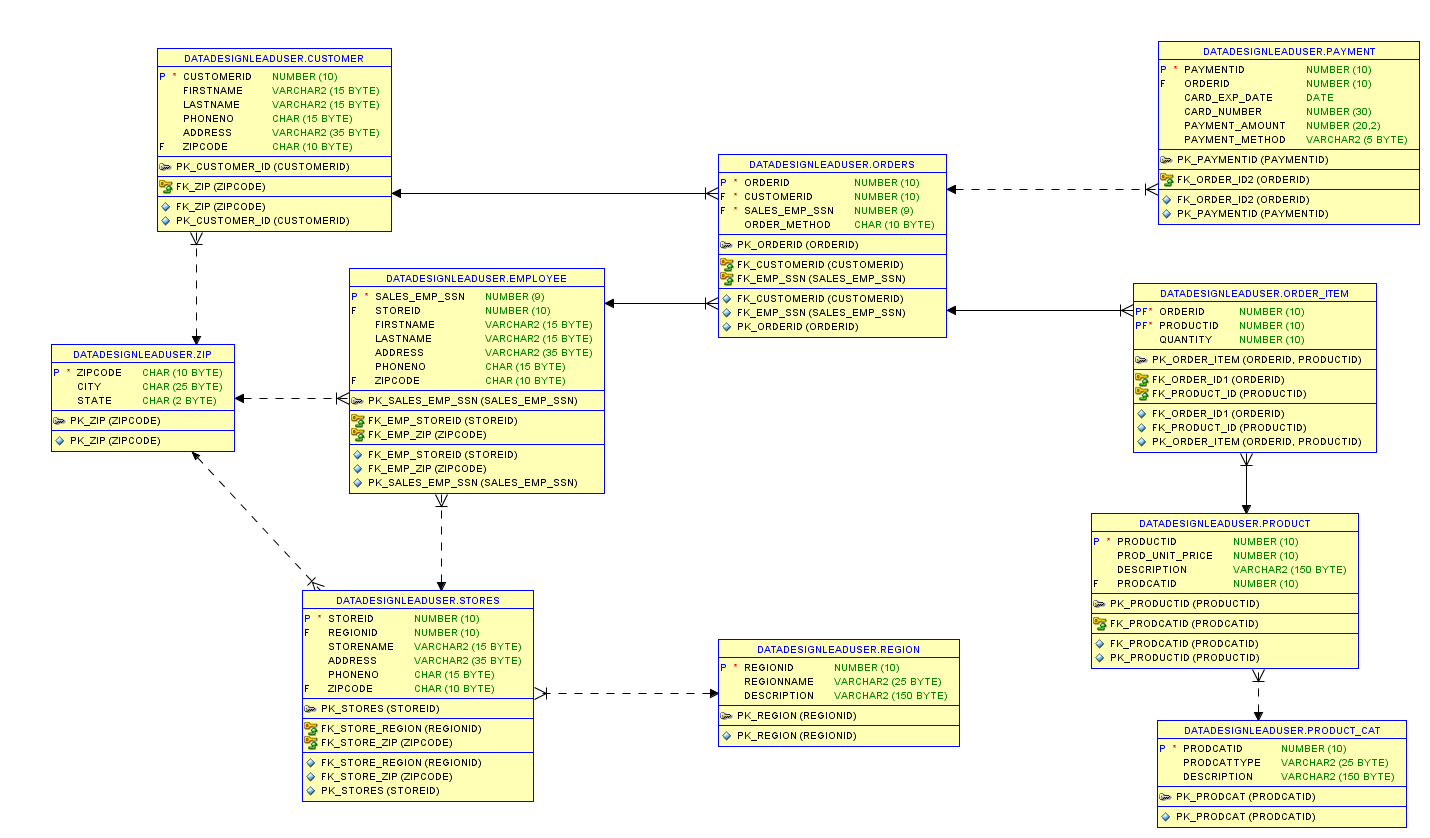 DATADESIGNLEADUSER.CUSTOMER
P * CUSTOMERID NUMBER (10)
FIRSTNAME VARCHAR2 (15 BYTE)
LASTNAME VARCHAR2 (15 BYTE)
PHONENO CHAR (15 BYTE)
ADDRESS VARCHAR2 (35 BYTE)
F ZIPCODE CHAR (10 BYTE)
PK_CUSTOMER_ID (CUSTOMERID)
FK_ZIP (ZIPCODE)
FK_ZIP (ZIPCODE)
PK_CUSTOMER_ID (CUSTOMERID)
DATADESIGNLEADUSER.PAYMENT
P * PAYMENTID NUMBER (10)
F ORDERID NUMBER (10)
CARD_EXP_DATE DATE
CARD_NUMBER NUMBER (30)
PAYMENT_AMOUNT NUMBER (20,2)
PAYMENT_METHOD VARCHAR2 (5 BYTE)
PK_PAYMENTID (PAYMENTID)
FK_ORDER_ID2 (ORDERID)
FK_ORDER_ID2 (ORDERID)
PK_PAYMENTID (PAYMENTID)
DATADESIGNLEADUSER.ORDERS
P * ORDERID NUMBER (10)
F * CUSTOMERID NUMBER (10)
F * SALES_EMP_SSN NUMBER (9)
ORDER_METHOD CHAR (10 BYTE)
PK_ORDERID (ORDERID)
FK_CUSTOMERID (CUSTOMERID)
FK_EMP_SSN (SALES_EMP_SSN)
FK_CUSTOMERID (CUSTOMERID)
FK_EMP_SSN (SALES_EMP_SSN)
PK_ORDERID (ORDERID)
DATADESIGNLEADUSER.EMPLOYEE
P * SALES_EMP_SSN NUMBER (9)
F STOREID NUMBER (10)
FIRSTNAME VARCHAR2 (15 BYTE)
LASTNAME VARCHAR2 (15 BYTE)
ADDRESS VARCHAR2 (35 BYTE)
PHONENO CHAR (15 BYTE)
F ZIPCODE CHAR (10 BYTE)
PK_SALES_EMP_SSN (SALES_EMP_SSN)
FK_EMP_STOREID (STOREID)
FK_EMP_ZIP (ZIPCODE)
FK_EMP_STOREID (STOREID)
FK_EMP_ZIP (ZIPCODE)
PK_SALES_EMP_SSN (SALES_EMP_SSN)
DATADESIGNLEADUSER.ORDER_ITEM
PF* ORDERID NUMBER (10)
PF* PRODUCTID NUMBER (10)
QUANTITY NUMBER (10)
PK_ORDER_ITEM (ORDERID, PRODUCTID)
FK_ORDER_ID1 (ORDERID)
FK_PRODUCT_ID (PRODUCTID)
FK_ORDER_ID1 (ORDERID)
FK_PRODUCT_ID (PRODUCTID)
PK_ORDER_ITEM (ORDERID, PRODUCTID)
DATADESIGNLEADUSER.ZIP
P * ZIPCODE CHAR (10 BYTE)
CITY CHAR (25 BYTE)
STATE CHAR (2 BYTE)
PK_ZIP (ZIPCODE)
PK_ZIP (ZIPCODE)
DATADESIGNLEADUSER.PRODUCT
P * PRODUCTID NUMBER (10)
PROD_UNIT_PRICE NUMBER (10)
DESCRIPTION VARCHAR2 (150 BYTE)
F PRODCATID NUMBER (10)
PK_PRODUCTID (PRODUCTID)
FK_PRODCATID (PRODCATID)
FK_PRODCATID (PRODCATID)
PK_PRODUCTID (PRODUCTID)
DATADESIGNLEADUSER.STORES
P * STOREID NUMBER (10)
F REGIONID NUMBER (10)
STORENAME VARCHAR2 (15 BYTE)
ADDRESS VARCHAR2 (35 BYTE)
PHONENO CHAR (15 BYTE)
F ZIPCODE CHAR (10 BYTE)
PK_STORES (STOREID)
FK_STORE_REGION (REGIONID)
FK_STORE_ZIP (ZIPCODE)
FK_STORE_REGION (REGIONID)
FK_STORE_ZIP (ZIPCODE)
PK_STORES (STOREID)
DATADESIGNLEADUSER.REGION
P * REGIONID NUMBER (10)
REGIONNAME VARCHAR2 (25 BYTE)
DESCRIPTION VARCHAR2 (150 BYTE)
PK_REGION (REGIONID)
PK_REGION (REGIONID)
DATADESIGNLEADUSER.PRODUCT_CAT
P * PRODCATID NUMBER (10)
PRODCATTYPE VARCHAR2 (25 BYTE)
DESCRIPTION VARCHAR2 (150 BYTE)
PK_PRODCAT (PRODCATID)
PK_PRODCAT (PRODCATID)